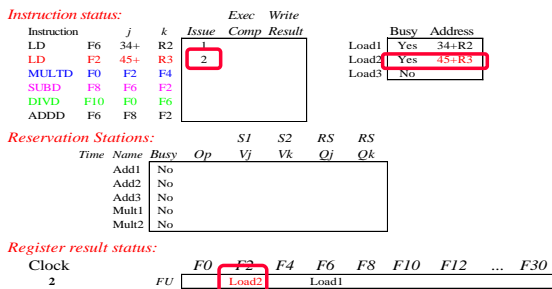 Instruction status: Exec Write
Instruction j k Issue Comp Result Busy Address
LD F6 34+ R2 1 Load1 Yes 34+R2
LD F2 45+ R3 2 Load2 Yes 45+R3
MULTD F0 F2 F4 Load3 No
SUBD F8 F6 F2
DIVD F10 F0 F6
ADDD F6 F8 F2
Reservation Stations: S1 S2 RS RS
Time Name Busy Op Vj Vk Qj Qk
Add1 No
Add2 No
Add3 No
Mult1 No
Mult2 No
Register result status:
Clock F0 F2 F4 F6 F8 F10 F12 ... F30
2 FU Load2 Load1